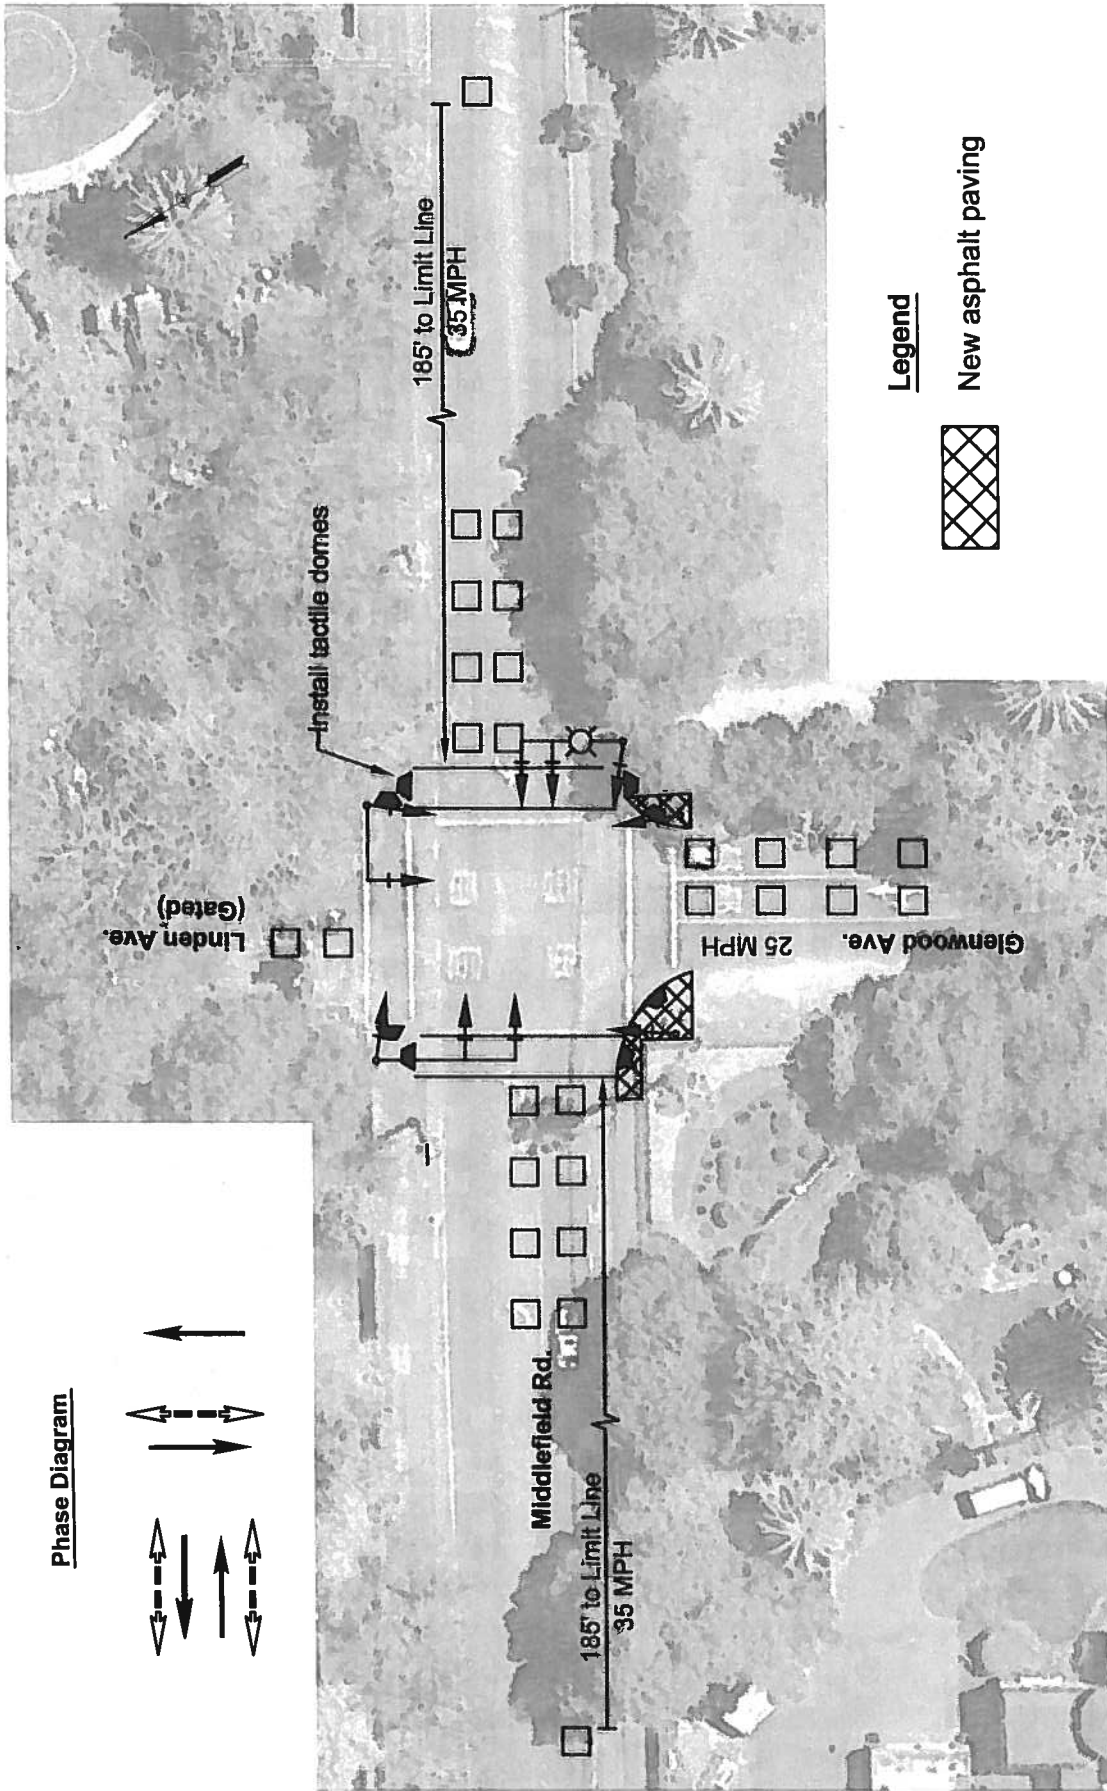 Phase Diagram
185' to Limit Line
35 MPH
Install tactile domes
Linden Ave.
(Gated)
25 MPH
Glenwood Ave.
Middlefield Rd.
185' to Limit Line
35 MPH
Legend
New asphalt paving